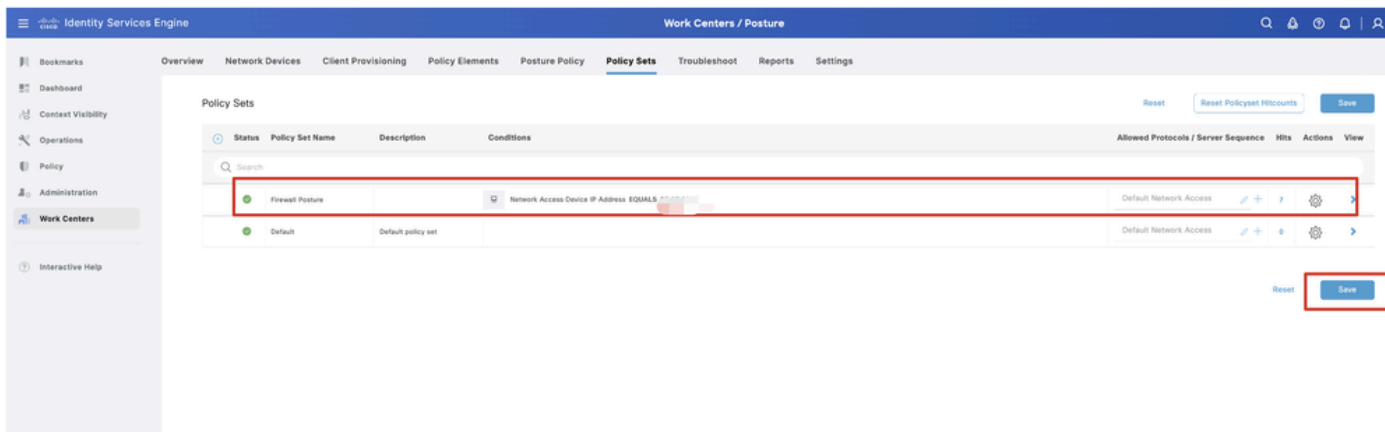 cisco Identity Services Engine
Work Centers / Posture
Bookmarks
Dashboard
Context Visibility
Operations
Policy
Administration
Work Centers
Interactive Help
Overview Network Devices Client Provisioning Policy Elements Posture Policy Policy Sets Troubleshoot Reports Settings
Policy Sets
Reset Reset Policyset Hitcounts Save
Status Policy Set Name Description Conditions Allowed Protocols / Server Sequence Hits Actions View
Search
Firewall Posture Network Access Device IP Address EQUALS Default Network Access 7
Default Default policy set Default Network Access 0
Reset Save